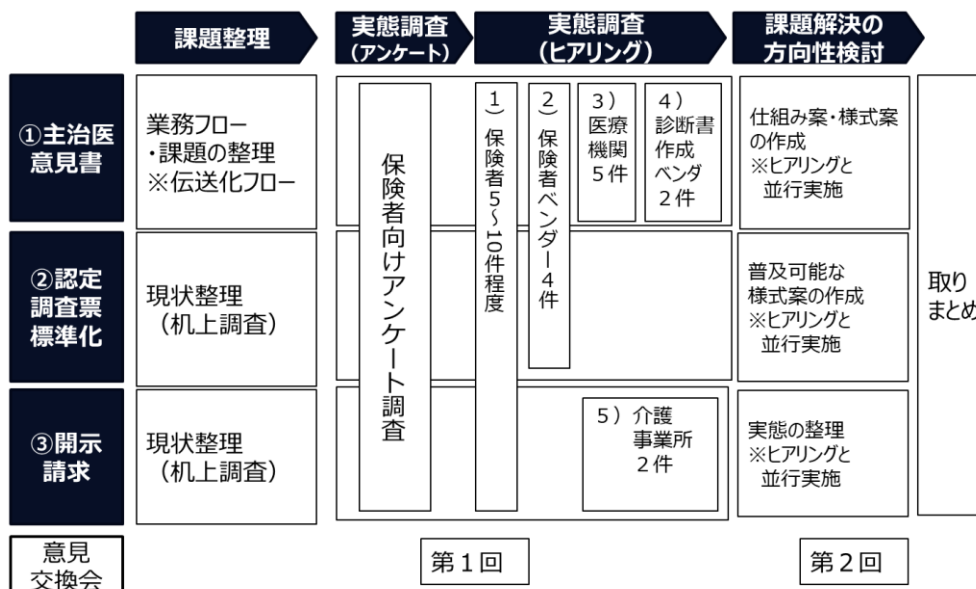 課題整理
実態調査
(アンケート)
実態調査
(ヒアリング)
課題解決の
方向性検討
①主治医
意見書
業務フロー
・課題の整理
※伝送化フロー
保険者向けアンケート調査
1)保険者5~10件程度
2)保険者ベンダー4件
3)
医療
機関
5件
4)
診断書
作成
ベンダ
2件
仕組み案・様式案
の作成
※ヒアリングと
並行実施
②認定
調査票
標準化
現状整理
(机上調査)
普及可能な
様式案の作成
※ヒアリングと
並行実施
取り
まとめ
③開示
請求
現状整理
(机上調査)
5)介護
事業所
2件
実態の整理
※ヒアリングと
並行実施
意見
交換会
第1回
第2回